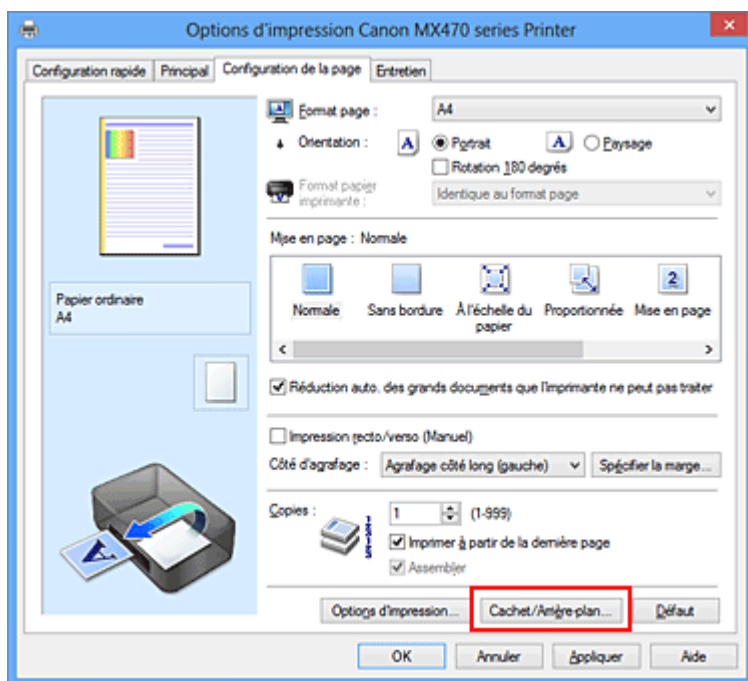 Options d'impression Canon MX470 series Printer
Configuration rapide Principal Configuration de la page Entretien
Format page : A4
Orientation : A Portrait A Paysage
Rotation 180 degrés
Format papier imprimante : Identique au format page
Mise en page : Normale
Normale Sans bordure À l'échelle du papier Proportionnée Mise en page
2
Papier ordinaire
A4
Réduction auto. des grands documents que l'imprimante ne peut pas traiter
Impression recto/verso (Manuel)
Côté d'agrafage : Agrafage côté long (gauche) Spécifier la marge...
Copies : 1 (1-999)
Imprimer à partir de la dernière page
Assembler
Options d'impression... Cachet/Arrière-plan... Défaut
OK Annuler Appliquer Aide